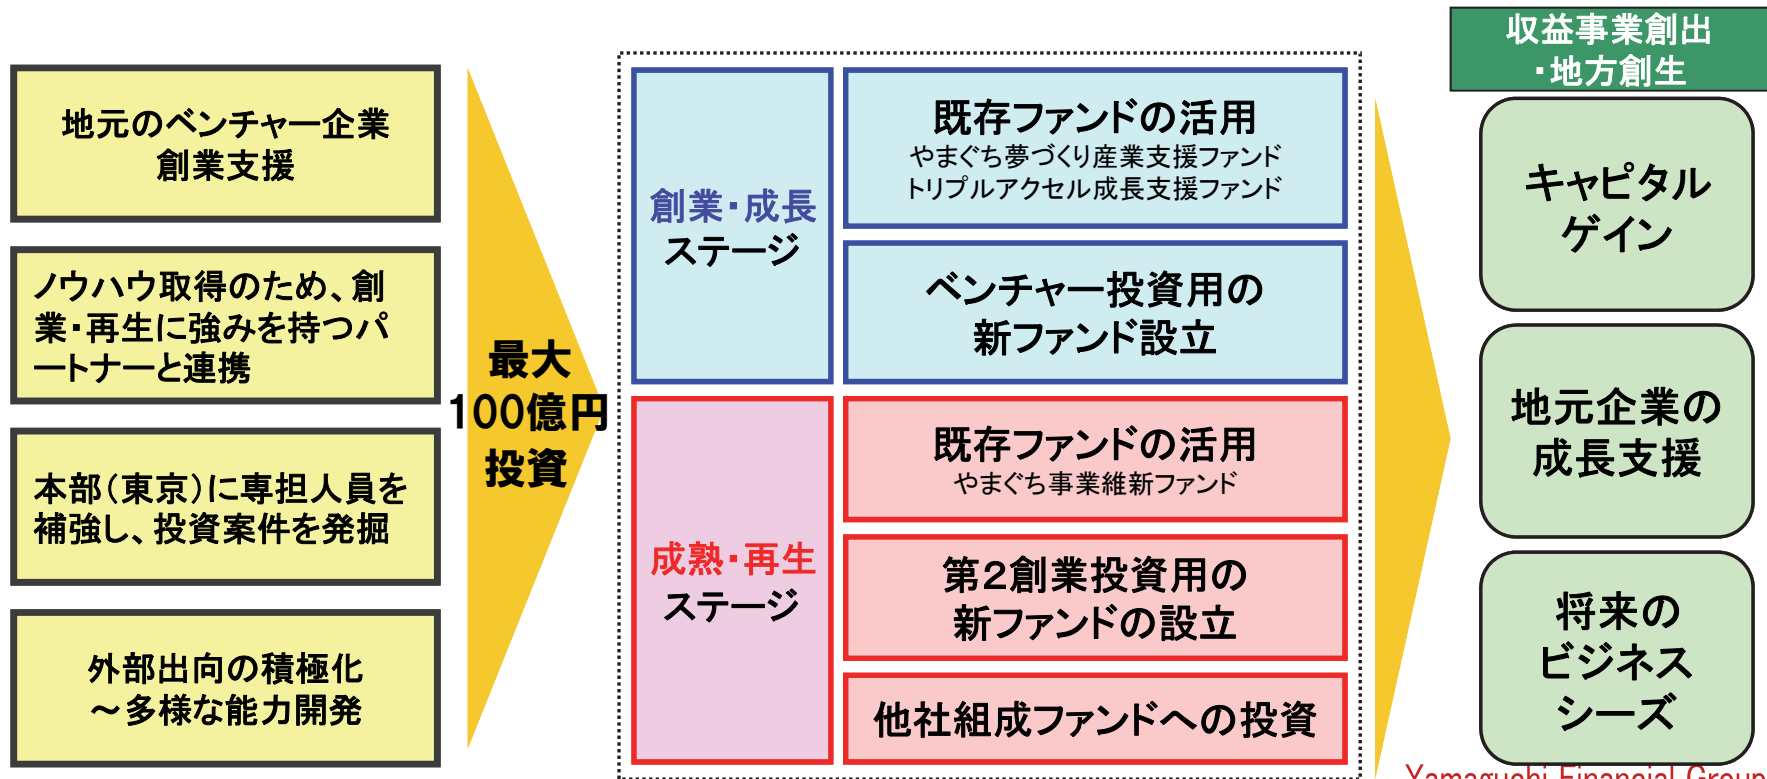 地元のベンチャー企業
創業支援
ノウハウ取得のため、創
業・再生に強みを持つパ
ートナーと連携
本部（東京）に専担人員を
補強し、投資案件を発掘
外部出向の積極化
～多様な能力開発
最大
100億円
投資
創業・成長
ステージ
既存ファンドの活用
やまぐち夢づくり産業支援ファンド
トリプルアクセル成長支援ファンド
ベンチャー投資用の
新ファンド設立
成熟・再生
ステージ
既存ファンドの活用
やまぐち事業維新ファンド
第２創業投資用の
新ファンドの設立
他社組成ファンドへの投資
収益事業創出
・地方創生
キャピタル
ゲイン
地元企業の
成長支援
将来の
ビジネス
シーズ
Yamaguchi Financial Group